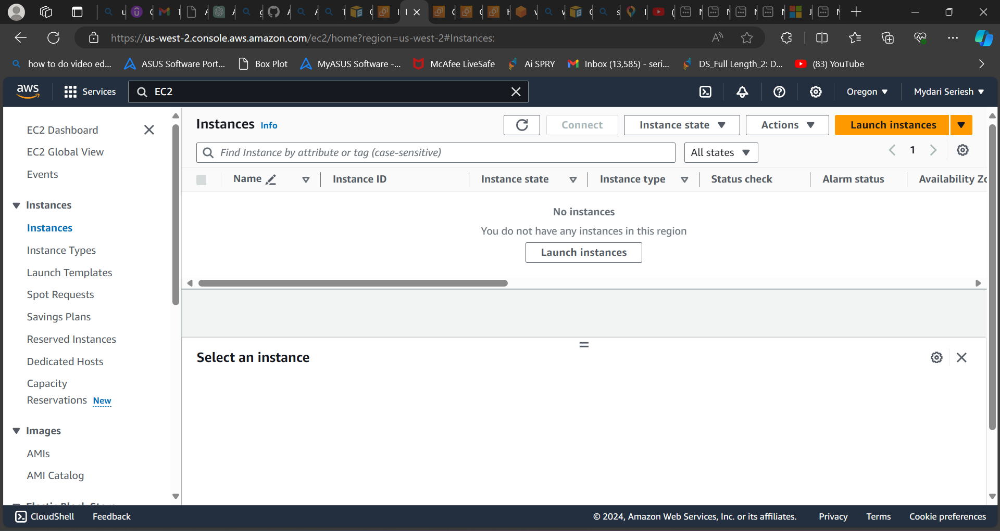 https://us-west-2.console.aws.amazon.com/ec2/home?region=us-west-2#Instances:
how to do video ed... ASUS Software Port... Box Plot MyASUS Software -... McAfee LiveSafe Ai SPRY Inbox (13,585) - seri... DS_Full Length_2: D... (83) YouTube
aws Services EC2 Oregon Mydari Seriesh
EC2 Dashboard
EC2 Global View
Events
Instances
Instances
Instance Types
Launch Templates
Spot Requests
Savings Plans
Reserved Instances
Dedicated Hosts
Capacity
Reservations New
Images
AMIs
AMI Catalog
Instances Info Connect Instance state Actions Launch instances
Find Instance by attribute or tag (case-sensitive) All states 1
Name Instance ID Instance state Instance type Status check Alarm status Availability Zo
No instances
You do not have any instances in this region
Launch instances
Select an instance
CloudShell Feedback © 2024, Amazon Web Services, Inc. or its affiliates. Privacy Terms Cookie preferences